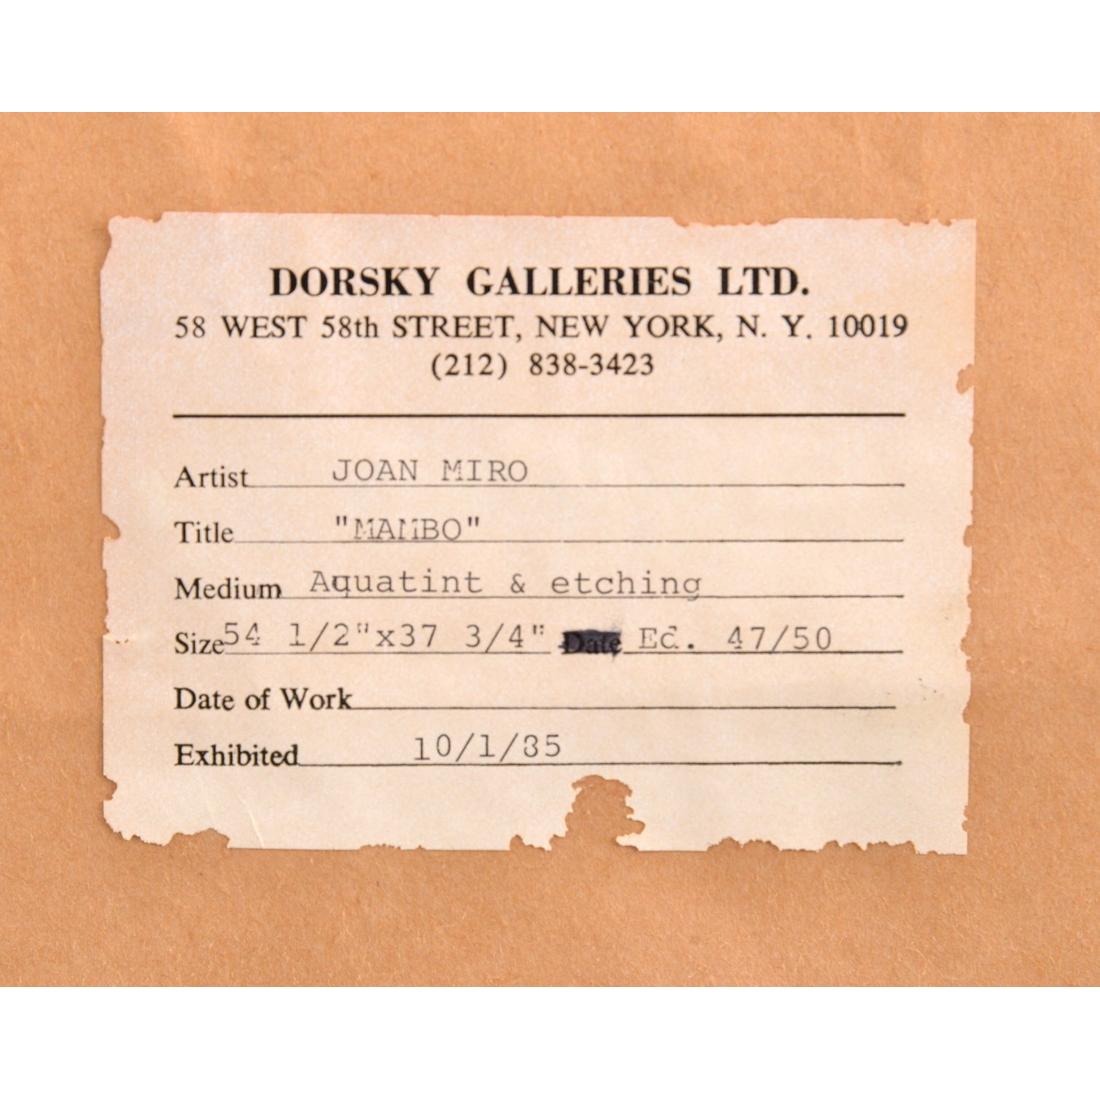 DORSKY GALLERIES LTD.
58 WEST 58th STREET, NEW YORK, N. Y. 10019
(212) 838-3423
Artist JOAN MIRO
Title "MAMBO"
Medium Aquatint & etching
Size 54 1/2"x37 3/4" Date Ed. 47/50
Date of Work
Exhibited 10/1/85